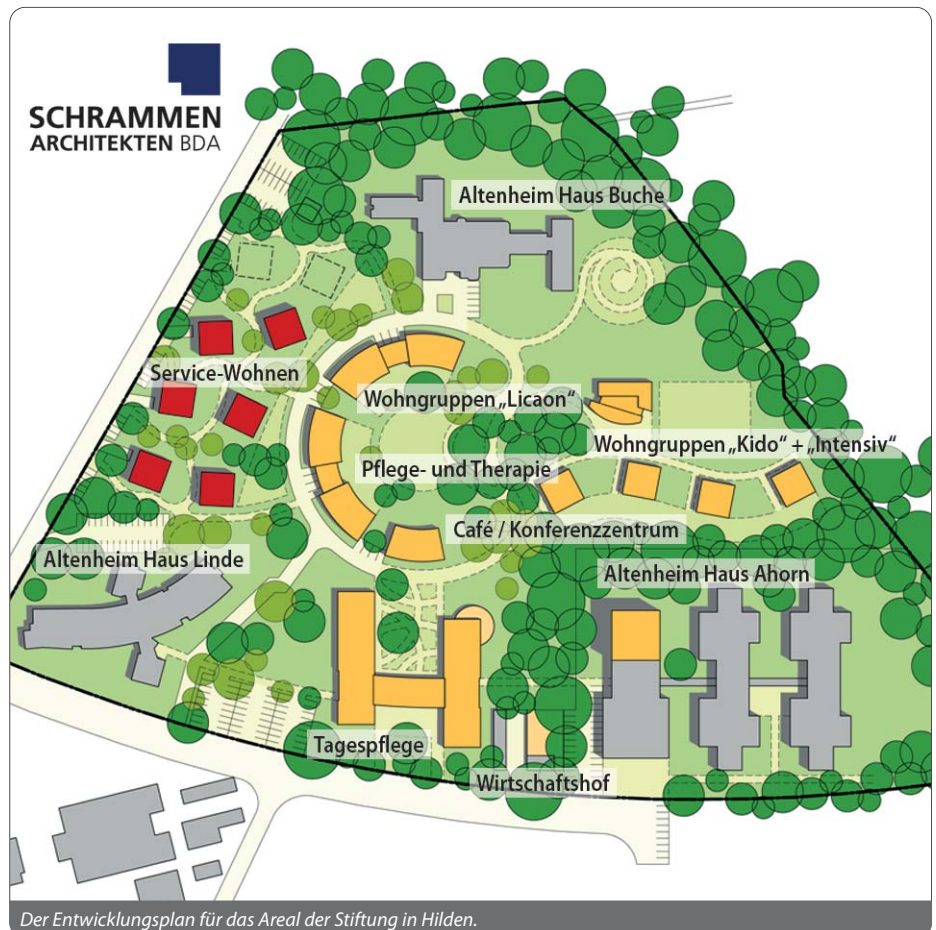 SCHRAMMEN
ARCHITEKTEN BDA
Altenheim Haus Buche
Service-Wohnen
Wohngruppen „Licaon“
Wohngruppen „Kido“ + „Intensiv“
Pflege- und Therapie
Café / Konferenzzentrum
Altenheim Haus Linde
Altenheim Haus Ahorn
Tagespflege
Wirtschaftshof
Der Entwicklungsplan für das Areal der Stiftung in Hilden.